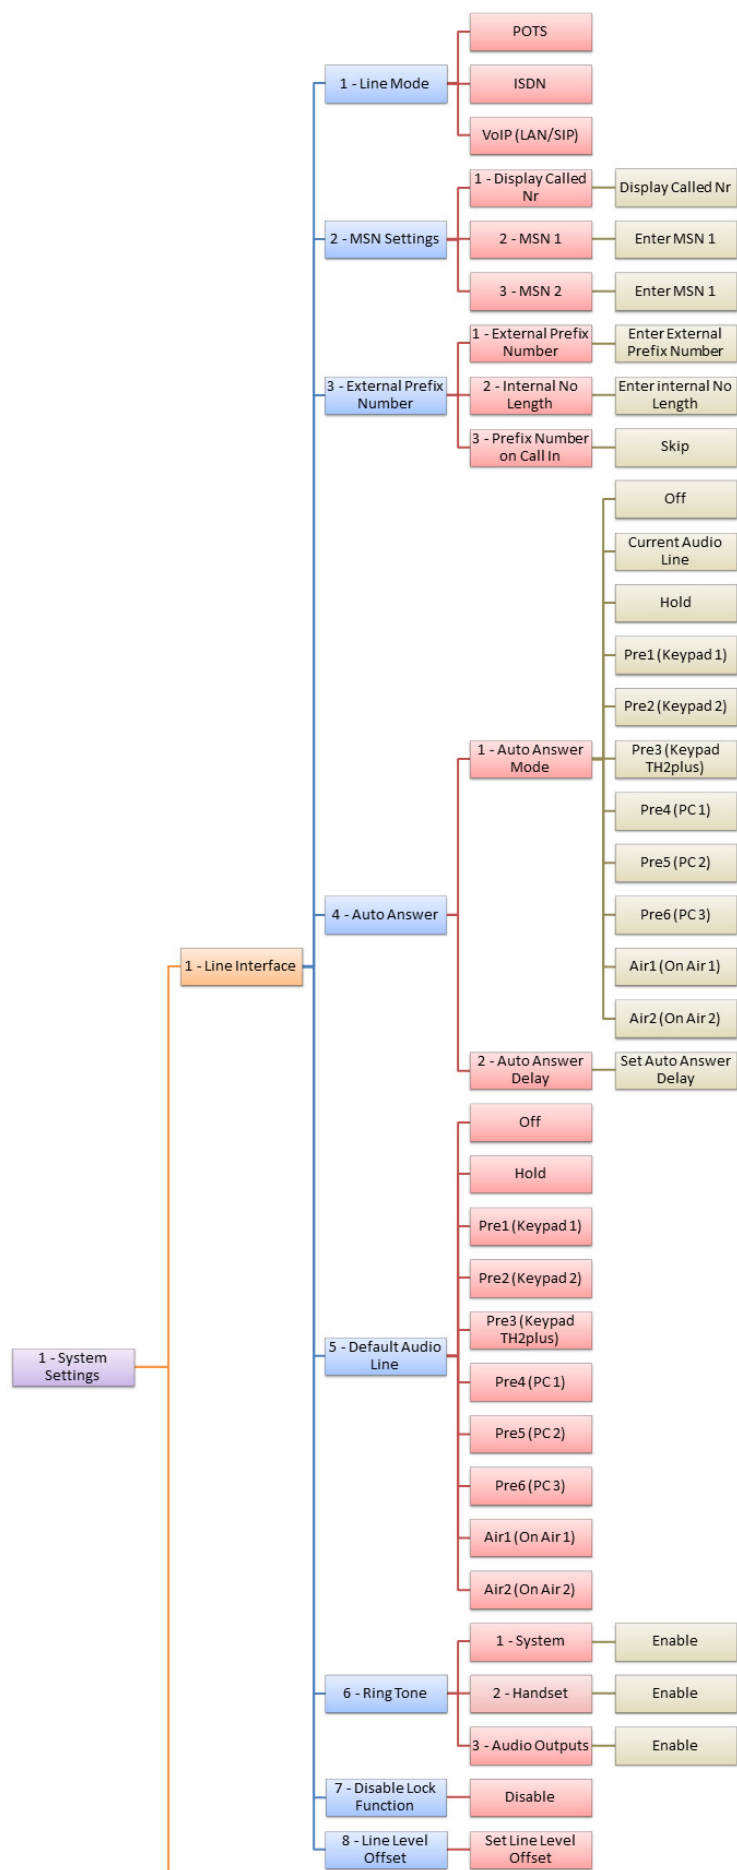 POTS
1 - Line Mode
ISDN
VoIP (LAN/SIP)
1 - Display Called
Nr
Display Called Nr
2 - MSN Settings
2 - MSN 1
Enter MSN 1
3 - MSN 2
Enter MSN 1
1 - External Prefix
Number
Enter External
Prefix Number
3 - External Prefix
Number
2 - Internal No
Length
Enter internal No
Length
3 - Prefix Number
on Call In
Skip
Off
Current Audio
Line
Hold
Pre1 (Keypad 1)
Pre2 (Keypad 2)
1 - Auto Answer
Mode
Pre3 (Keypad
TH2plus)
Pre4 (PC 1)
Pre5 (PC 2)
4 - Auto Answer
Pre6 (PC 3)
1 - Line Interface
Air1 (On Air 1)
Air2 (On Air 2)
2 - Auto Answer
Delay
Set Auto Answer
Delay
Off
Hold
Pre1 (Keypad 1)
Pre2 (Keypad 2)
Pre3 (Keypad
TH2plus)
5 - Default Audio
Line
1 - System
Settings
Pre4 (PC 1)
Pre5 (PC 2)
Pre6 (PC 3)
Air1 (On Air 1)
Air2 (On Air 2)
1 - System
Enable
6 - Ring Tone
2 - Handset
Enable
3 - Audio Outputs
Enable
7 - Disable Lock
Function
Disable
8 - Line Level
Offset
Set Line Level
Offset